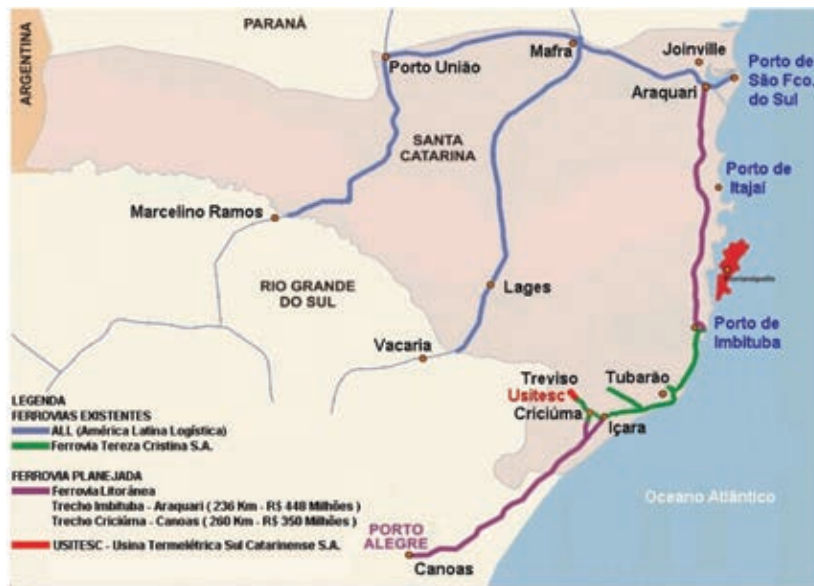 PARANÁ
ARGENTINA
Porto União
Mafra
Joinville
Porto de
São Fco.
do Sul
Araquari
SANTA
CATARINA
Porto de
Itajaí
Marcelino Ramos
RIO GRANDE
DO SUL
Lages
Porto de
Imbituba
Vacaria
Treviso
Tubarão
Usitesc
Criciúma
Içara
LEGENDA
FERROVIAS EXISTENTES
ALL (América Latina Logística)
Ferrovia Tereza Cristina S.A.
FERROVIA PLANEJADA
Ferrovia Litorânea
Trecho Imbituba - Araquari ( 236 Km - R$ 448 Milhões )
Trecho Criciúma - Canoas ( 260 Km - R$ 350 Milhões )
USITESC - Usina Termelétrica Sul Catarinense S.A.
Oceano Atlântico
PORTO
ALEGRE
Canoas